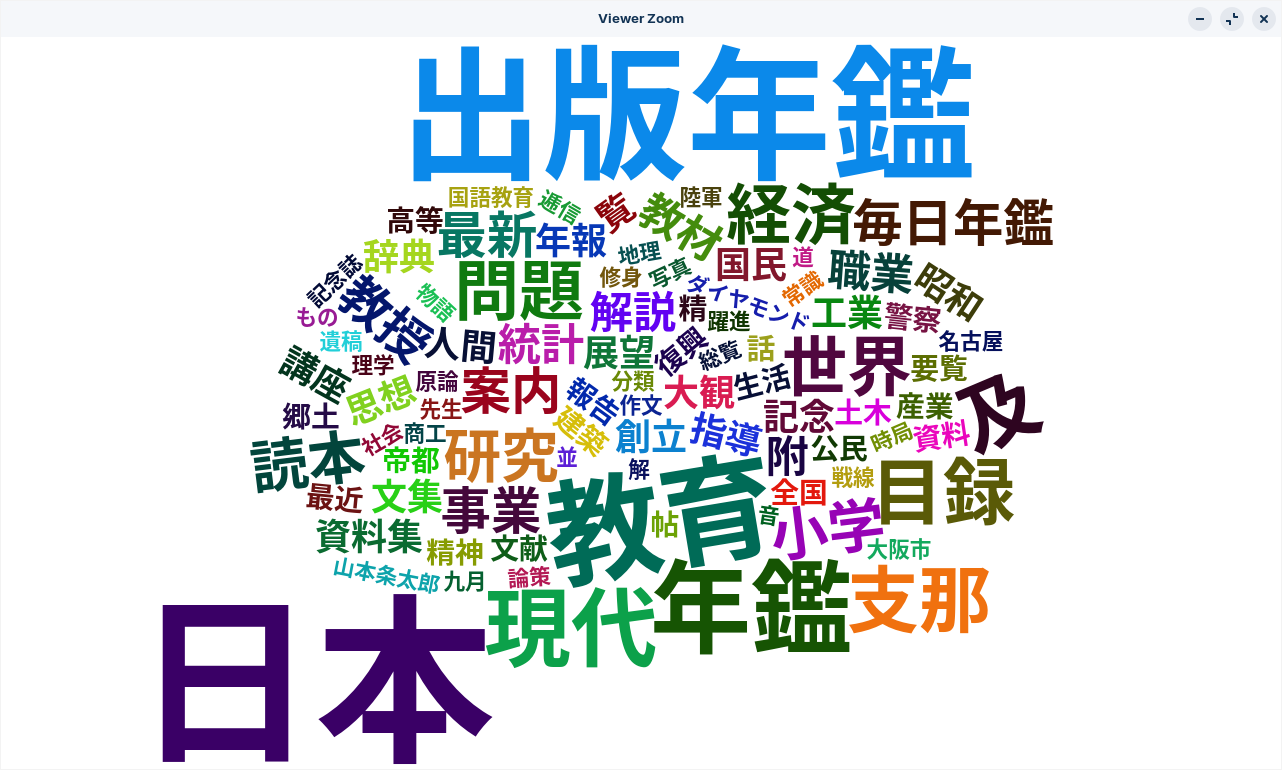 Viewer Zoom
出版年鑑
国語教育
逓信
覧
教材
陸軍
経済
毎日年鑑
高等
最新
年報
地理
国民
道
職業
昭和
辞典
修身
写真
常識
記念誌
問題
解説
精
ダイヤモンド
工業
警察
物語
教授
もの
躍進
名古屋
遺稿
人間
統計
展望
復興
総覧
話
世界
要覧
講座
理学
原論
案内
分類
大観
生活
思想
先生
報告
作文
記念
土木
産業
及
郷土
社会
商工
建築
創立
指導
附
公民
時局
資料
読本
帝都
研究
並
解
戦線
目録
最近
文集
事業
教育
全国
小学
音
帖
資料集
精神
文献
大阪市
山本条太郎
九月
論策
現代
年鑑
支那
日本